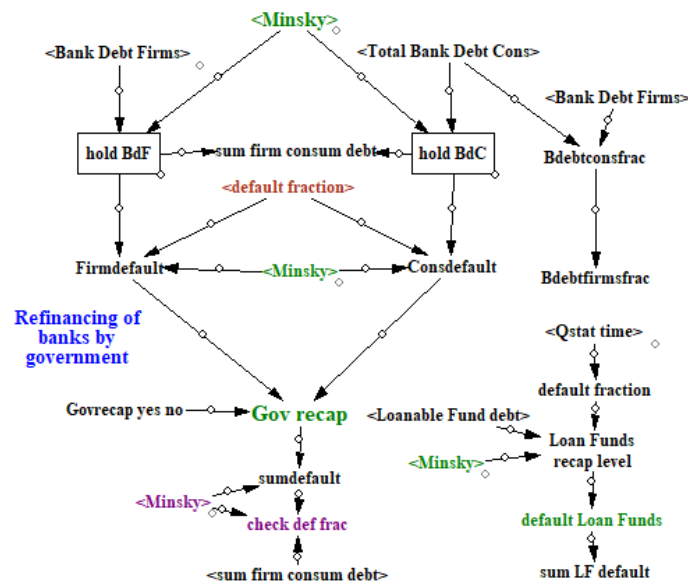 <Minsky>
<Bank Debt Firms>
<Total Bank Debt Cons>
<Bank Debt Firms>
hold BdF
sum firm consum debt
hold BdC
Bdebtconsfrac
<default fraction>
Firmdefault
<Minsky>
Consdefault
Bdebtfirmsfrac
Refinancing of
banks by
government
<Qstat time>
default fraction
Govrecap yes no
Gov recap
<Loanable Fund debt>
Loan Funds
recap level
<Minsky>
sumdefault
<Minsky>
check def frac
default Loan Funds
<sum firm consum debt>
sum LF default